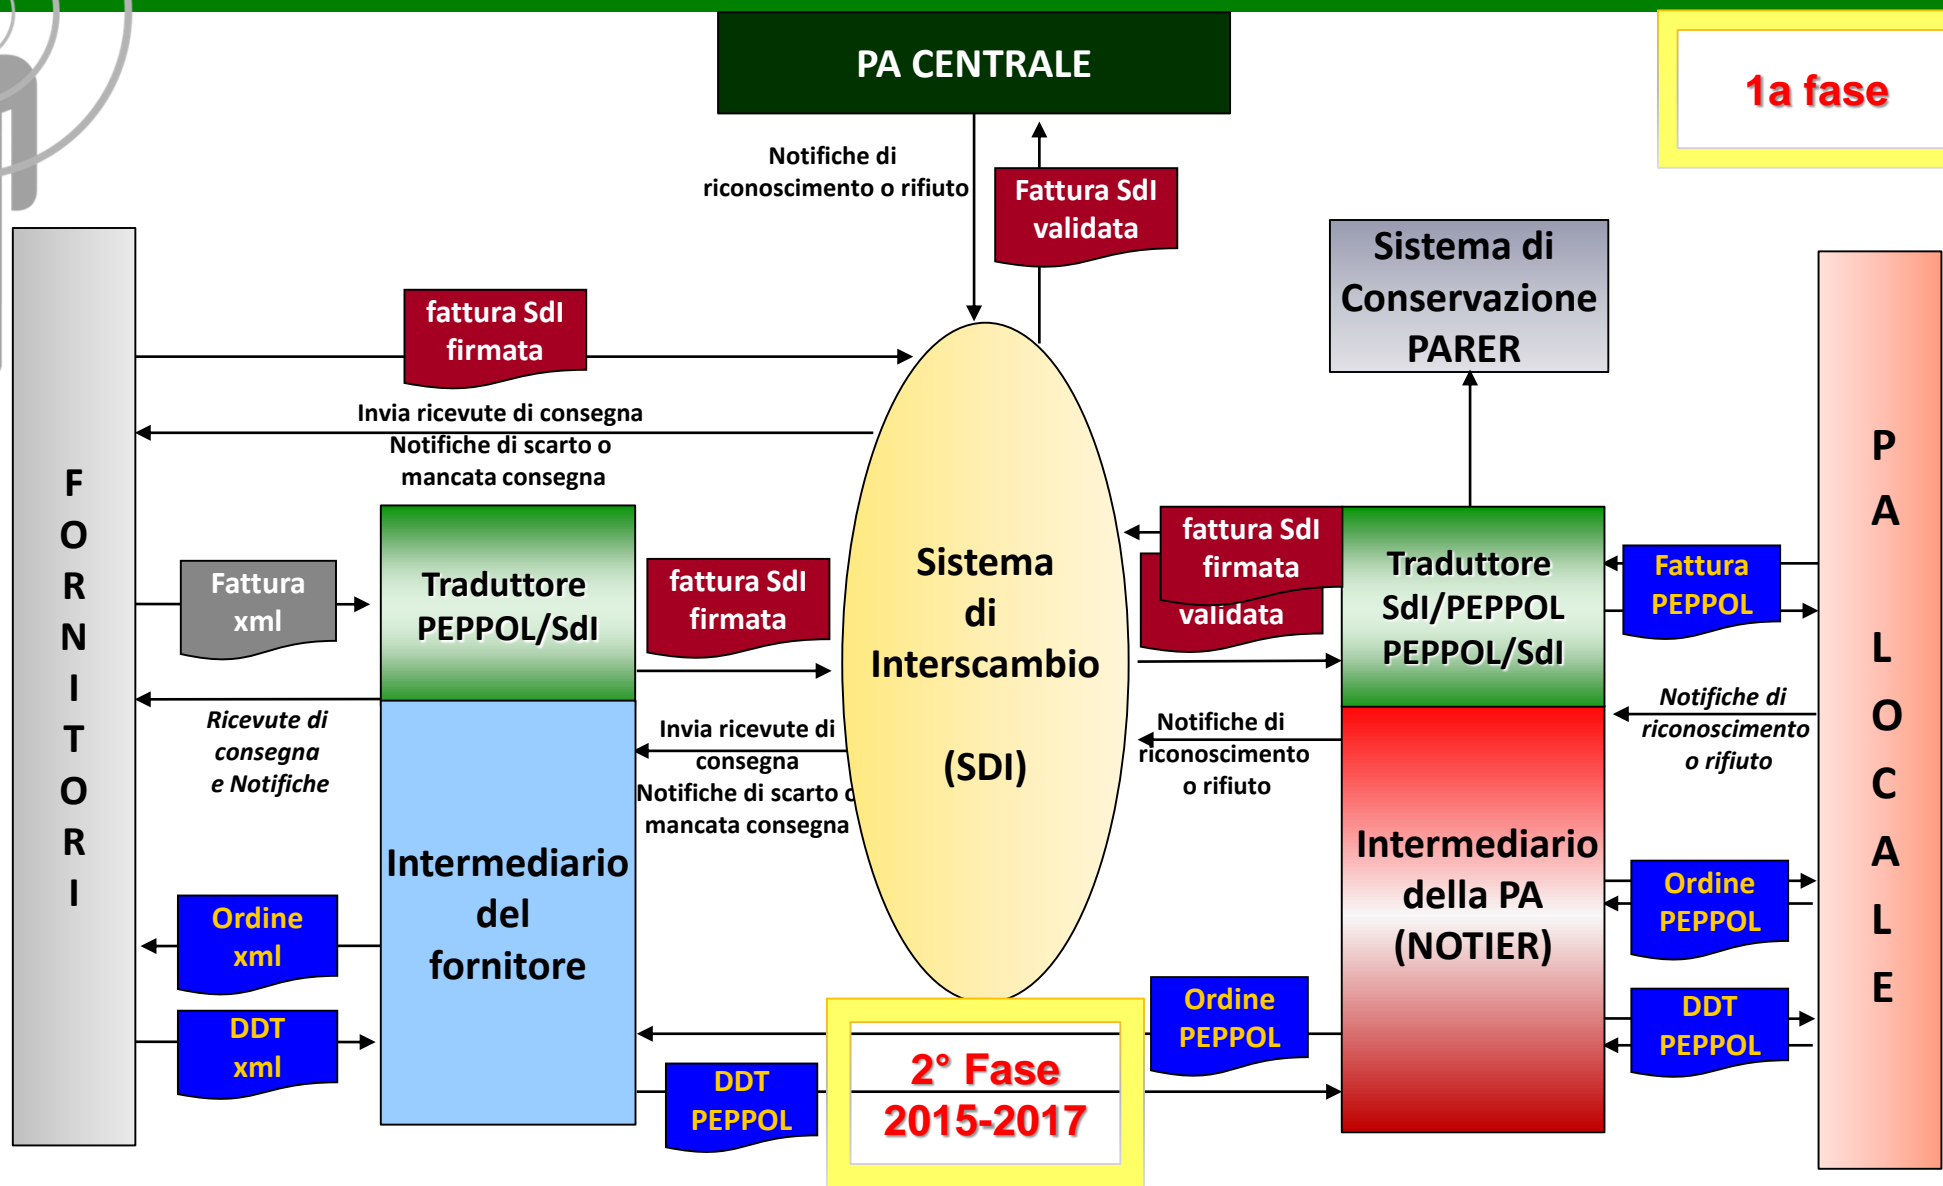 PA CENTRALE
1a fase
Notifiche di
riconoscimento o rifiuto
Fattura SdI
validata
Sistema di
Conservazione
PARER
fattura SdI
firmata
Invia ricevute di consegna
Notifiche di scarto o
mancata consegna
F
O
R
N
I
T
O
R
I
Fattura
xml
Traduttore
PEPPOL/SdI
fattura SdI
firmata
Sistema
di
Interscambio
(SDI)
fattura SdI
firmata
validata
Traduttore
SdI/PEPPOL
PEPPOL/SdI
Fattura
PEPPOL
P
A
L
O
C
A
L
E
Ricevute di
consegna
e Notifiche
Invia ricevute di
consegna
Notifiche di scarto o
mancata consegna
Notifiche di
riconoscimento
o rifiuto
Notifiche di
riconoscimento
o rifiuto
Intermediario
del
fornitore
Intermediario
della PA
(NOTIER)
Ordine
xml
DDT
xml
Ordine
PEPPOL
DDT
PEPPOL
Ordine
PEPPOL
DDT
PEPPOL
2° Fase
2015-2017